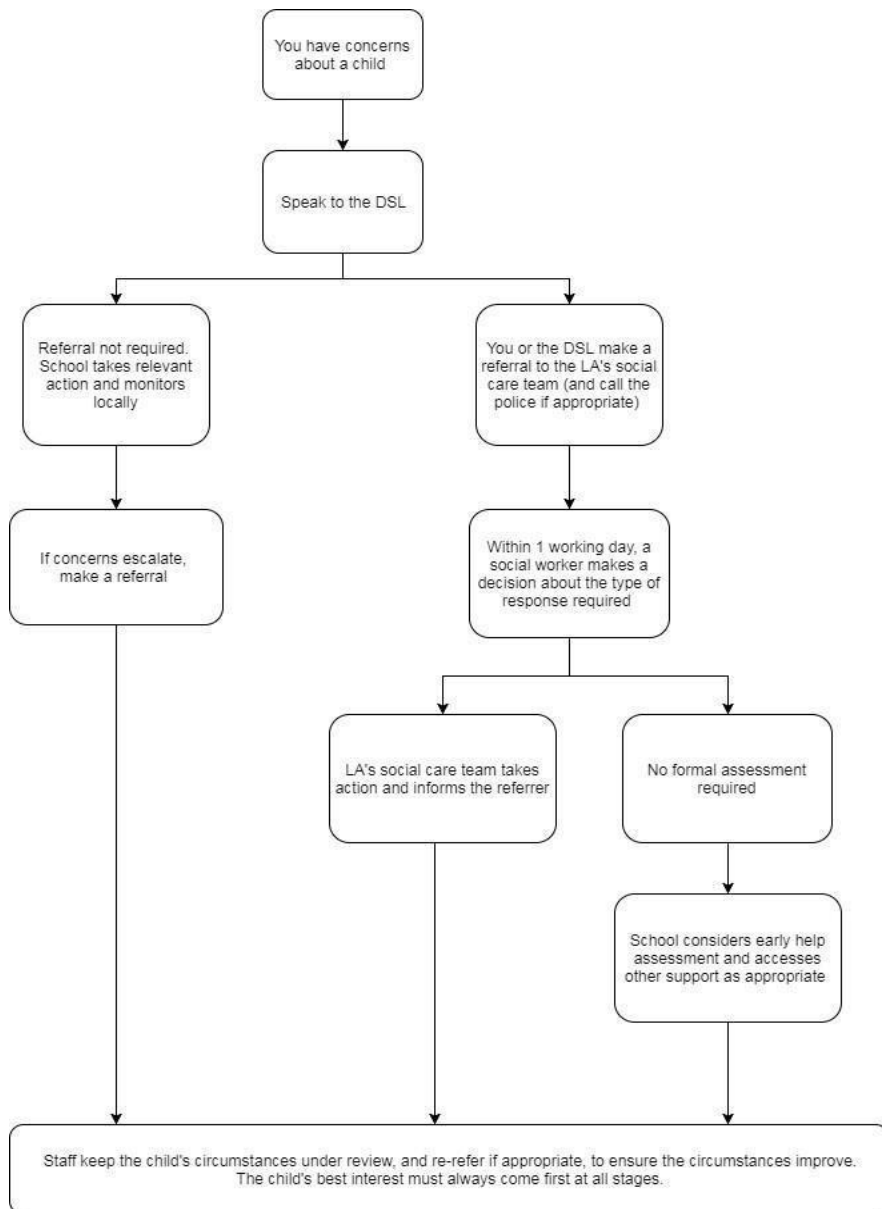 You have concerns
about a child
Speak to the DSL
Referral not required.
School takes relevant
action and monitors
locally
You or the DSL make a
referral to the LA's social
care team (and call the
police if appropriate)
If concerns escalate,
make a referral
Within 1 working day, a
social worker makes a
decision about the type of
response required
LA's social care team takes
action and informs the referrer
No formal assessment
required
School considers early help
assessment and accesses
other support as appropriate
Staff keep the child's circumstances under review, and re-refer if appropriate, to ensure the circumstances improve.
The child's best interest must always come first at all stages.